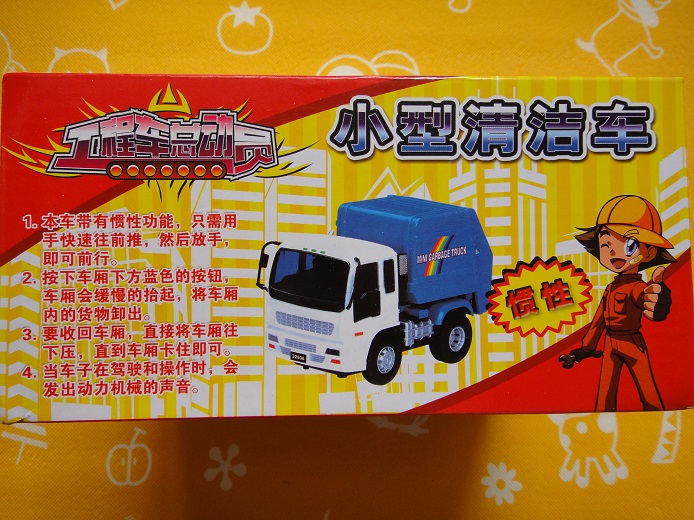 工程车总动员
小型清洁车
1. 本车带有惯性功能，只需用
手快速往前推，然后放手，
即可前行。
2. 按下车厢下方蓝色的按钮，
车厢会缓慢的抬起，将车厢
内的货物卸出。
3. 要收回车厢，直接将车厢往
下压，直到车厢卡住即可。
4. 当车子在驾驶和操作时，会
发出动力机械的声音。
MINI GARBAGE TRUCK
惯性